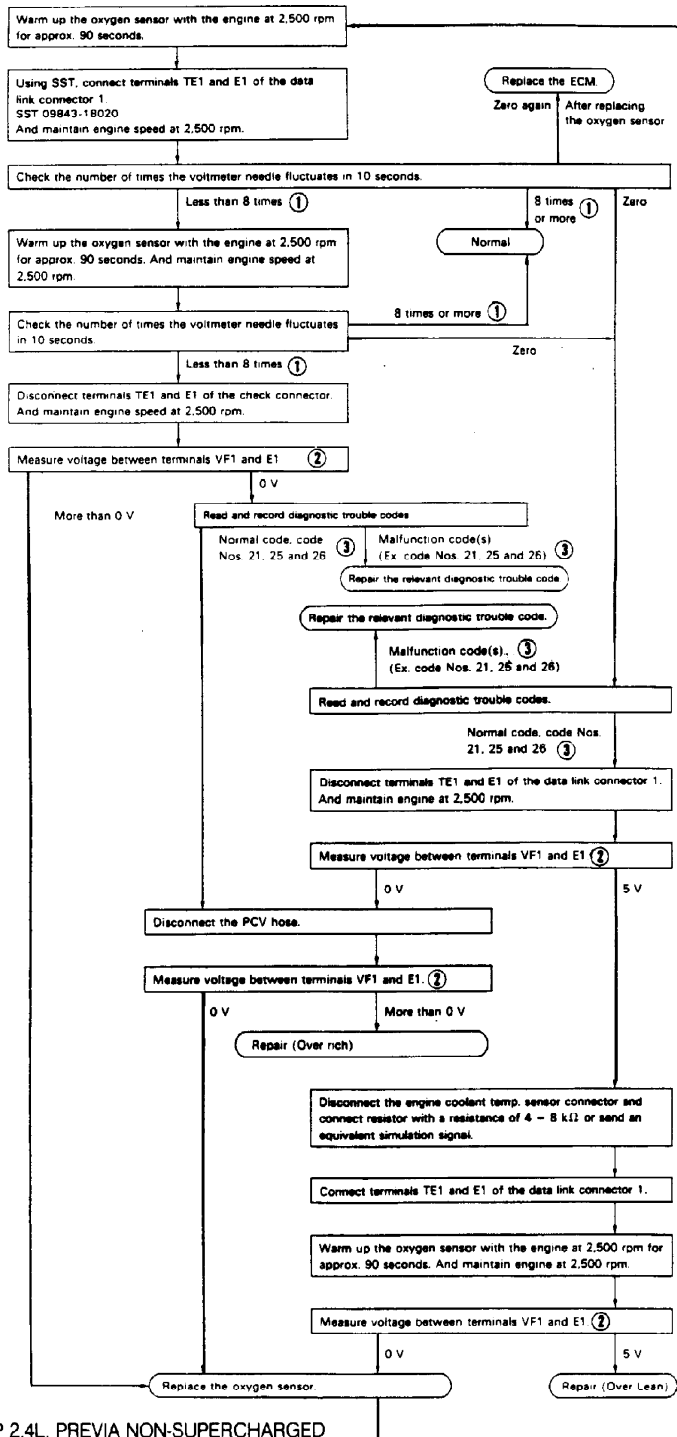 Warm up the oxygen sensor with the engine at 2,500 rpm
for approx. 90 seconds.
Using SST, connect terminals TE1 and E1 of the data
link connector 1.
SST 09843-18020
And maintain engine speed at 2,500 rpm.
Replace the ECM.
Zero again
After replacing
the oxygen sensor
Check the number of times the voltmeter needle fluctuates in 10 seconds.
Less than 8 times ①
8 times
or more ①
Zero
Warm up the oxygen sensor with the engine at 2,500 rpm
for approx. 90 seconds. And maintain engine speed at
2,500 rpm.
Normal
Check the number of times the voltmeter needle fluctuates
in 10 seconds.
8 times or more ①
Zero
Less than 8 times ①
Disconnect terminals TE1 and E1 of the check connector.
And maintain engine speed at 2,500 rpm.
Measure voltage between terminals VF1 and E1 ②
0 V
More than 0 V
Read and record diagnostic trouble codes
Normal code, code
Nos. 21, 25 and 26 ③
Malfunction code(s)
(Ex. code Nos. 21, 25 and 26) ③
Repair the relevant diagnostic trouble code.
Repair the relevant diagnostic trouble code.
Malfunction code(s). ③
(Ex. code Nos. 21, 25 and 26)
Read and record diagnostic trouble codes.
Normal code, code Nos.
21, 25 and 26 ③
Disconnect terminals TE1 and E1 of the data link connector 1.
And maintain engine at 2,500 rpm.
Measure voltage between terminals VF1 and E1 ②
0 V
5 V
Disconnect the PCV hose.
Measure voltage between terminals VF1 and E1. ②
0 V
More than 0 V
Repair (Over rich)
Disconnect the engine coolant temp. sensor connector and
connect resistor with a resistance of 4 – 8 kΩ or send an
equivalent simulation signal.
Connect terminals TE1 and E1 of the data link connector 1.
Warm up the oxygen sensor with the engine at 2,500 rpm for
approx. 90 seconds. And maintain engine at 2,500 rpm.
Measure voltage between terminals VF1 and E1 ②
0 V
5 V
Replace the oxygen sensor.
Repair (Over Lean)
2.4L, PREVIA NON-SUPERCHARGED